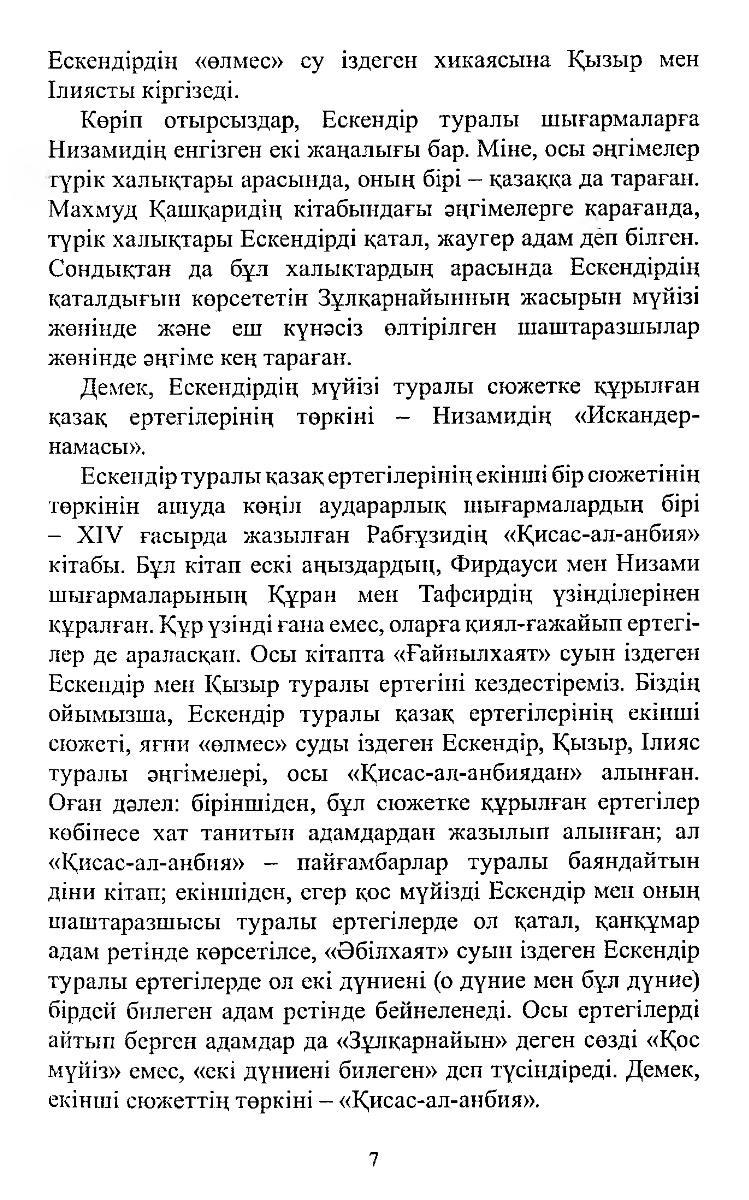 Ескендірдің «өлмес» су іздеген хикаясына Қызыр мен
Ілиясты кіргізеді.
Көріп отырсыздар, Ескендір туралы шығармаларға
Низамидің енгізген екі жаңалығы бар. Міне, осы әңгімелер
түрік халықтары арасында, оның бірі – қазаққа да тараған.
Махмуд Қашқаридің кітабындағы әңгімелерге қарағанда,
түрік халықтары Ескендірді қатал, жаугер адам деп білген.
Сондықтан да бұл халықтардың арасында Ескендірдің
қаталдығын көрсететін Зұлқарнайынның жасырын мүйізі
жөнінде және еш күнәсіз өлтірілген шаштаразшылар
жөнінде әңгіме кең тараған.
Демек, Ескендірдің мүйізі туралы сюжетке құрылған
қазақ ертегілерінің төркіні – Низамидің «Искандер-
намасы».
Ескендір туралы қазақ ертегілерінің екінші бір сюжетінің
төркінін ашуда көңіл аударарлық шығармалардың бірі
– XIV ғасырда жазылған Рабғұзидің «Қисас-ал-анбия»
кітабы. Бұл кітап ескі аңыздардың, Фирдауси мен Низами
шығармаларының Құран мен Тафсирдің үзінділерінен
құралған. Құр үзінді ғана емес, оларға қиял-ғажайып ертегі-
лер де араласқан. Осы кітапта «Ғайнылхаят» суын іздеген
Ескендір мен Қызыр туралы ертегіні кездестіреміз. Біздің
ойымызша, Ескендір туралы қазақ ертегілерінің екінші
сюжеті, яғни «өлмес» суды іздеген Ескендір, Қызыр, Ілияс
туралы әңгімелері, осы «Қисас-ал-анбиядан» алынған.
Оған дәлел: біріншіден, бұл сюжетке құрылған ертегілер
көбінесе хат танитын адамдардан жазылып алынған; ал
«Қисас-ал-анбия» – пайғамбарлар туралы баяндайтын
діни кітап; екіншіден, егер қос мүйізді Ескендір мен оның
шаштаразшысы туралы ертегілерде ол қатал, қанқұмар
адам ретінде көрсетілсе, «Әбілхаят» суын іздеген Ескендір
туралы ертегілерде ол екі дүниені (о дүние мен бұл дүние)
бірдей билеген адам ретінде бейнеленеді. Осы ертегілерді
айтып берген адамдар да «Зұлқарнайын» деген сөзді «Қос
мүйіз» емес, «екі дүниені билеген» деп түсіндіреді. Демек,
екінші сюжеттің төркіні – «Қисас-ал-анбия».
7